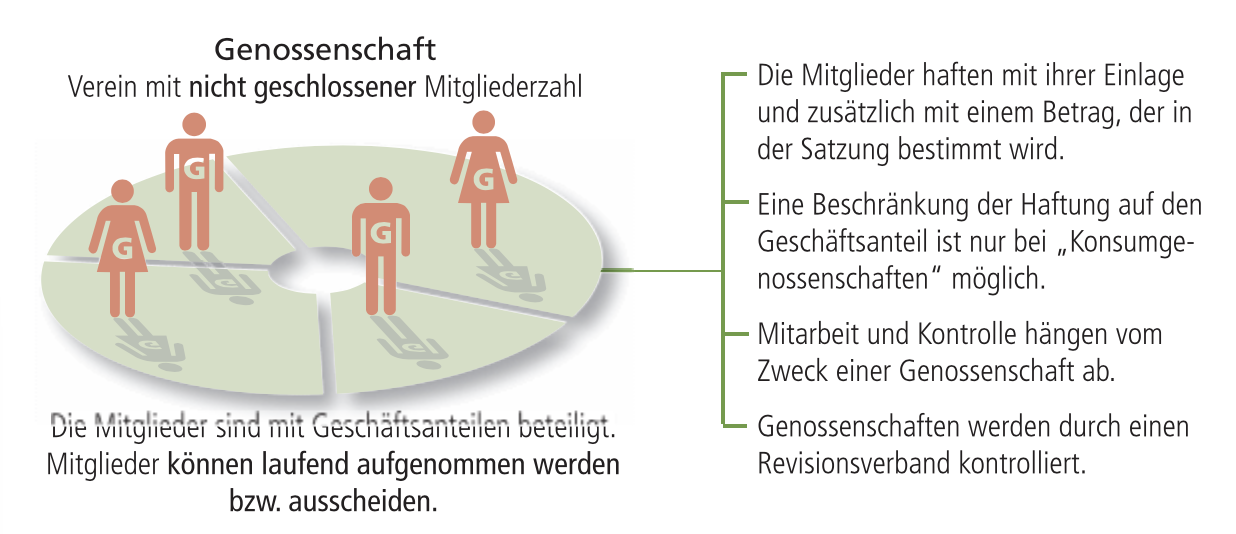 Genossenschaft
Verein mit nicht geschlossener Mitgliederzahl
G
G
G
G
Die Mitglieder sind mit Geschäftsanteilen beteiligt.
Mitglieder können laufend aufgenommen werden
bzw. ausscheiden.
Die Mitglieder haften mit ihrer Einlage
und zusätzlich mit einem Betrag, der in
der Satzung bestimmt wird.
Eine Beschränkung der Haftung auf den
Geschäftsanteil ist nur bei „Konsumge-
nossenschaften“ möglich.
Mitarbeit und Kontrolle hängen vom
Zweck einer Genossenschaft ab.
Genossenschaften werden durch einen
Revisionsverband kontrolliert.